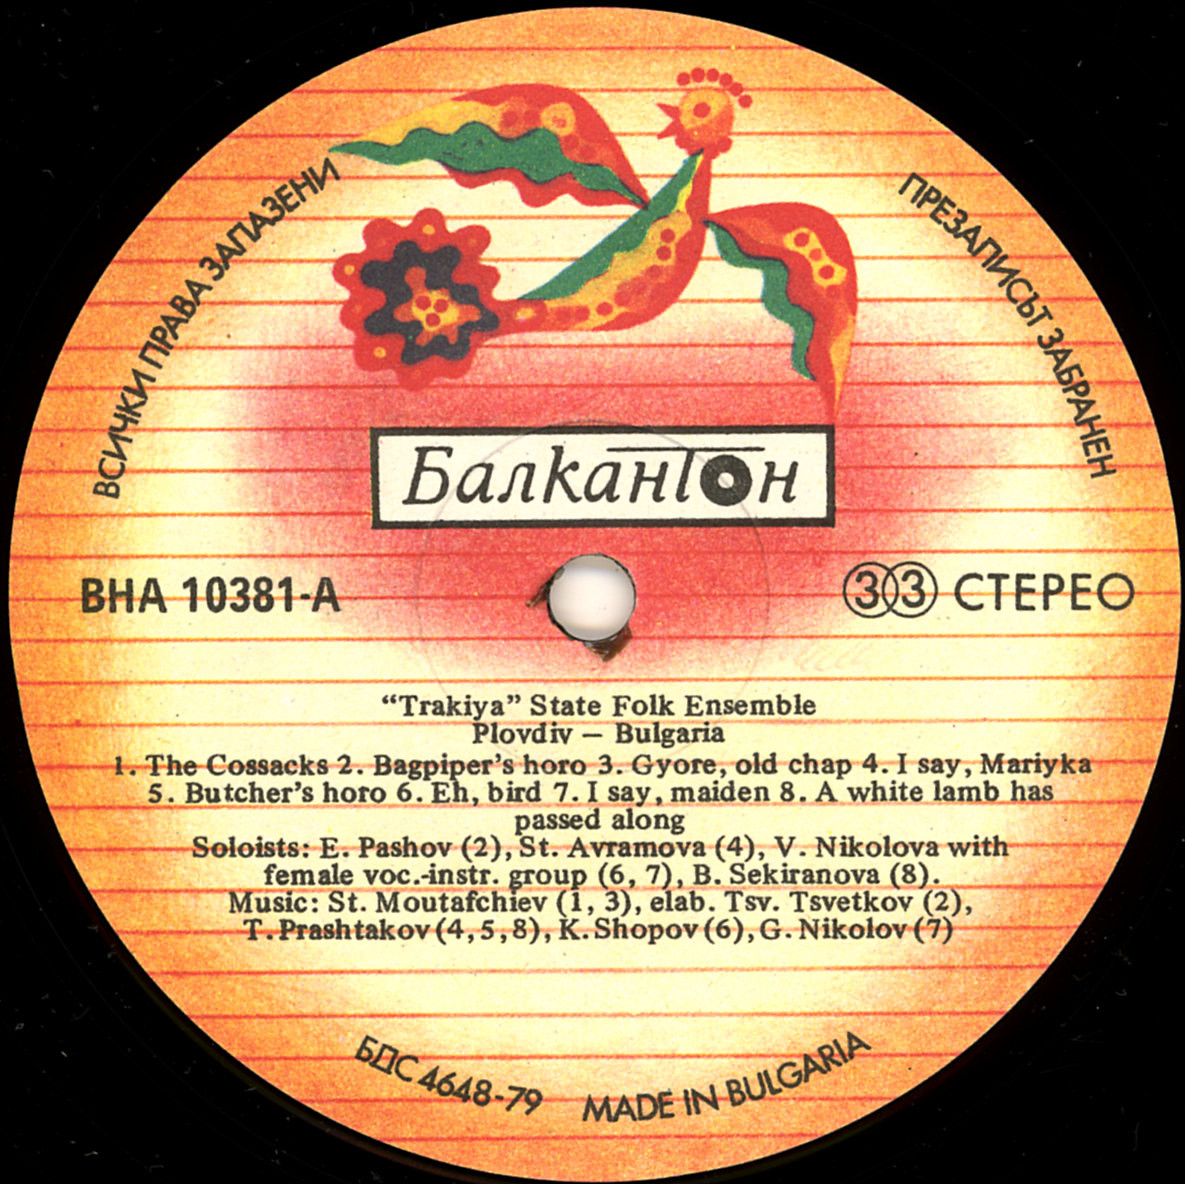 ВСИЧКИ ПРАВА ЗАПАЗЕНИ
ПРЕЗАПИСЪТ ЗАБРАНЕН
Балкантон
ВНА 10381-А
33 СТЕРЕО
“Trakiya” State Folk Ensemble
Plovdiv — Bulgaria
1. The Cossacks 2. Bagpiper’s horo 3. Gyore, old chap 4. I say, Mariyka
5. Butcher’s horo 6. Eh, bird 7. I say, maiden 8. A white lamb has
passed along
Soloists: E. Pashov (2), St. Avramova (4), V. Nikolova with
female voc.-instr. group (6, 7), B. Sekiranova (8).
Music: St. Moutafchiev (1, 3), elab. Tsv. Tsvetkov (2),
T. Prashtakov (4, 5, 8), K. Shopov (6), G. Nikolov (7)
БДС 4648-79
MADE IN BULGARIA